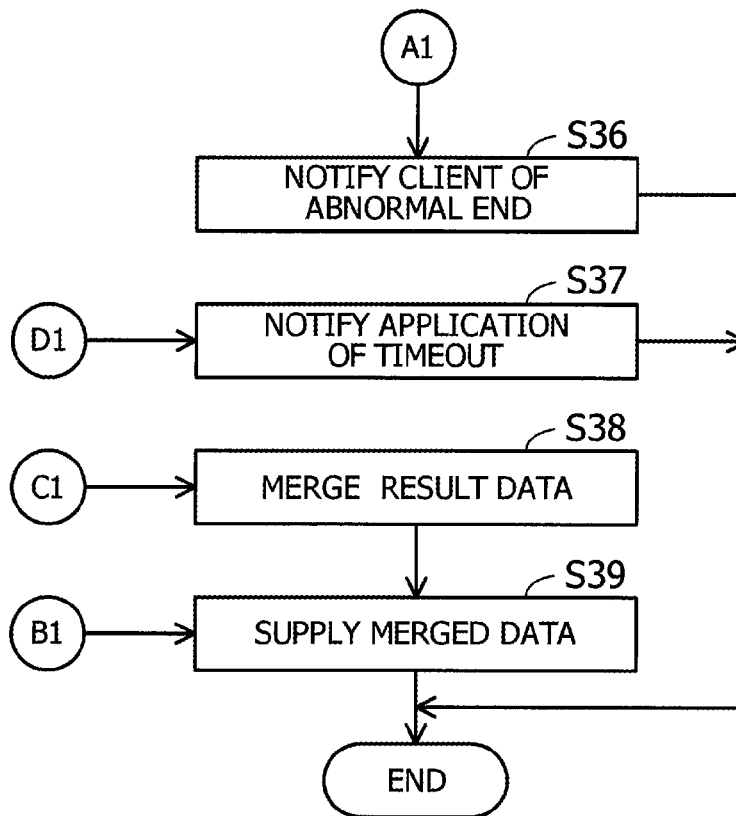 A1
S36
NOTIFY CLIENT OF
ABNORMAL END
S37
D1
NOTIFY APPLICATION
OF TIMEOUT
S38
C1
MERGE RESULT DATA
S39
B1
SUPPLY MERGED DATA
END